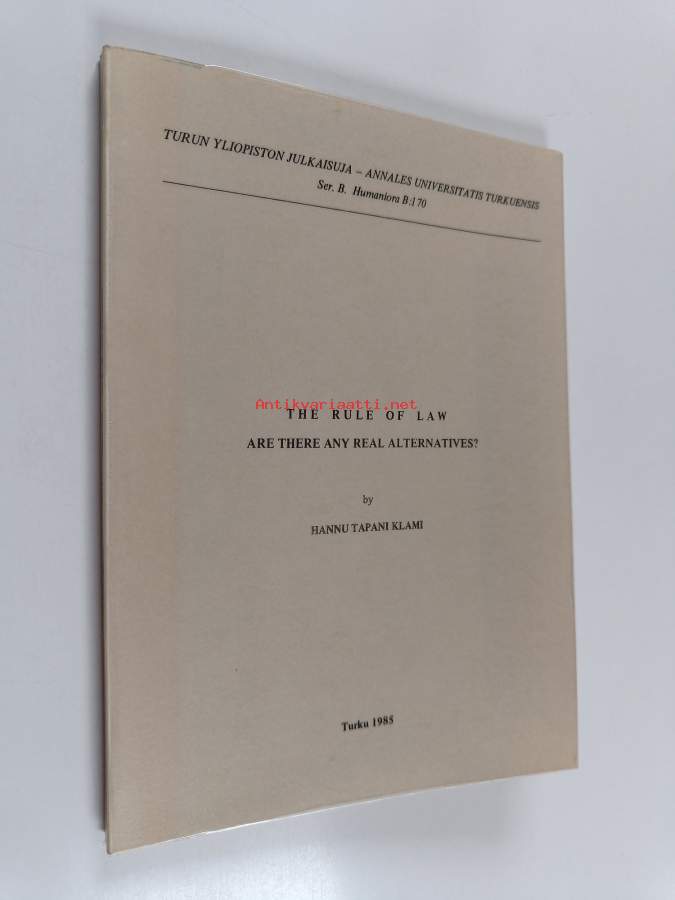 TURUN YLIOPISTON JULKAISUJA – ANNALES UNIVERSITATIS TURKUENSIS
Ser. B. Humaniora B:170
Antikvariaatti.net
THE RULE OF LAW
ARE THERE ANY REAL ALTERNATIVES?
by
HANNU TAPANI KLAMI
Turku 1985